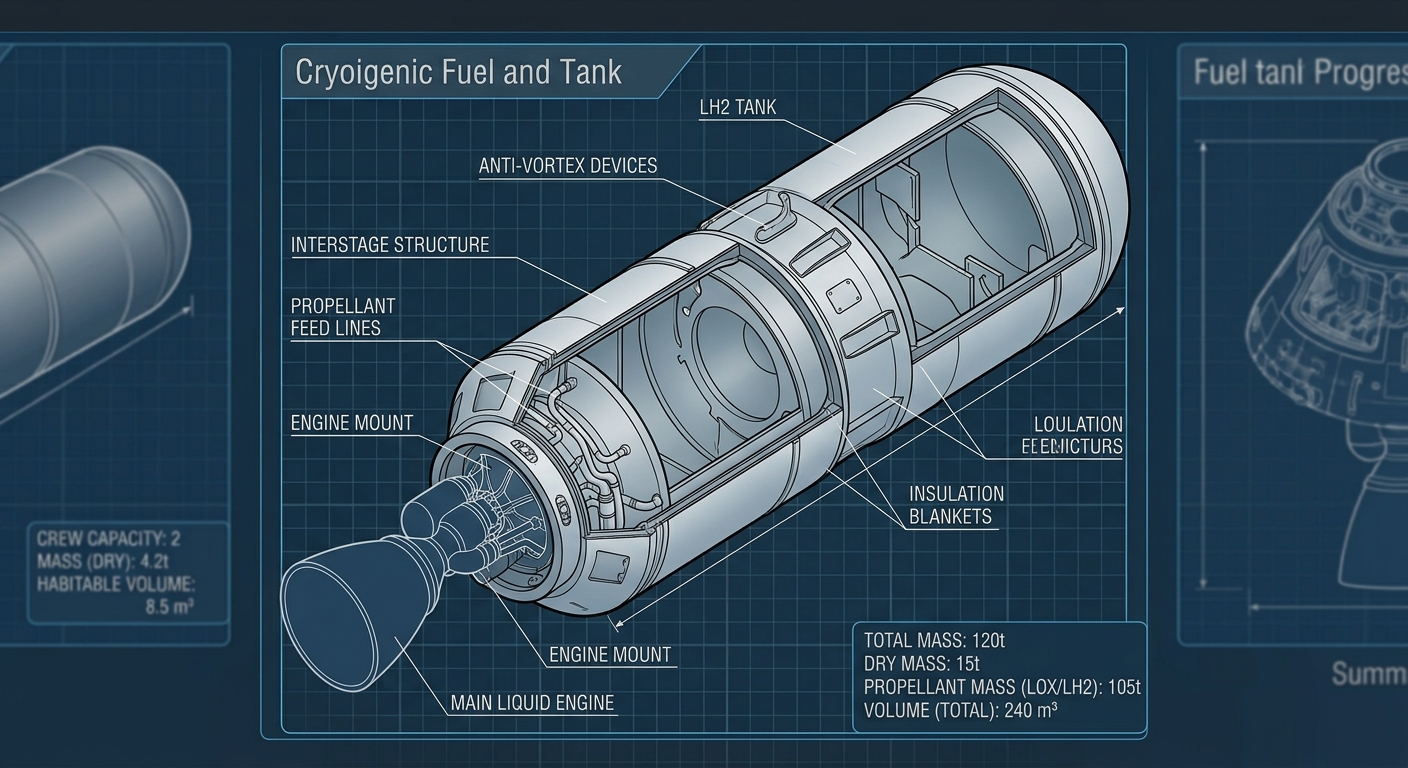 Cryoigenic Fuel and Tank
LH2 TANK
ANTI-VORTEX DEVICES
INTERSTAGE STRUCTURE
PROPELLANT
FEED LINES
ENGINE MOUNT
LOULATION
INSULATION
BLANKETS
ENGINE MOUNT
MAIN LIQUID ENGINE
TOTAL MASS: 120t
DRY MASS: 15t
PROPELLANT MASS (LOX/LH2): 105t
VOLUME (TOTAL): 240 m³
CREW CAPACITY: 2
MASS (DRY): 4.2t
HABITABLE VOLUME:
8.5 m³
Fuel tanl Progres
Summ